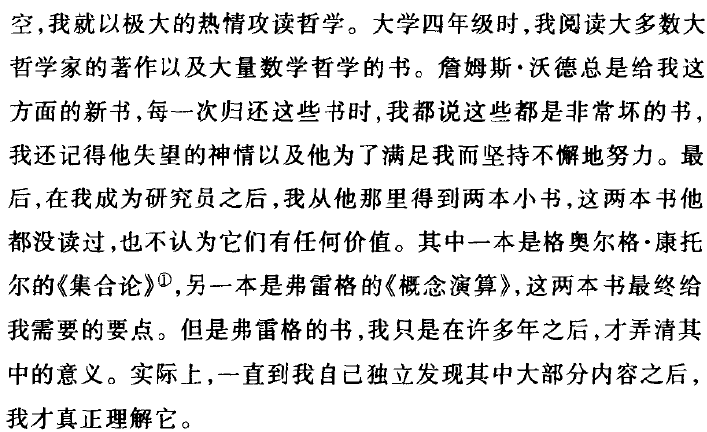 空,我就以极大的热情攻读哲学。大学四年级时,我阅读大多数大
哲学家的著作以及大量数学哲学的书。詹姆斯·沃德总是给我这
方面的新书,每一次归还这些书时,我都说这些都是非常坏的书,
我还记得他失望的神情以及他为了满足我而坚持不懈地努力。最
后,在我成为研究员之后,我从他那里得到两本小书,这两本书他
都没读过,也不认为它们有任何价值。其中一本是格奥尔格·康托
尔的《集合论》①,另一本是弗雷格的《概念演算》,这两本书最终给
我需要的要点。但是弗雷格的书,我只是在许多年之后,才弄清其
中的意义。实际上,一直到我自己独立发现其中大部分内容之后,
我才真正理解它。